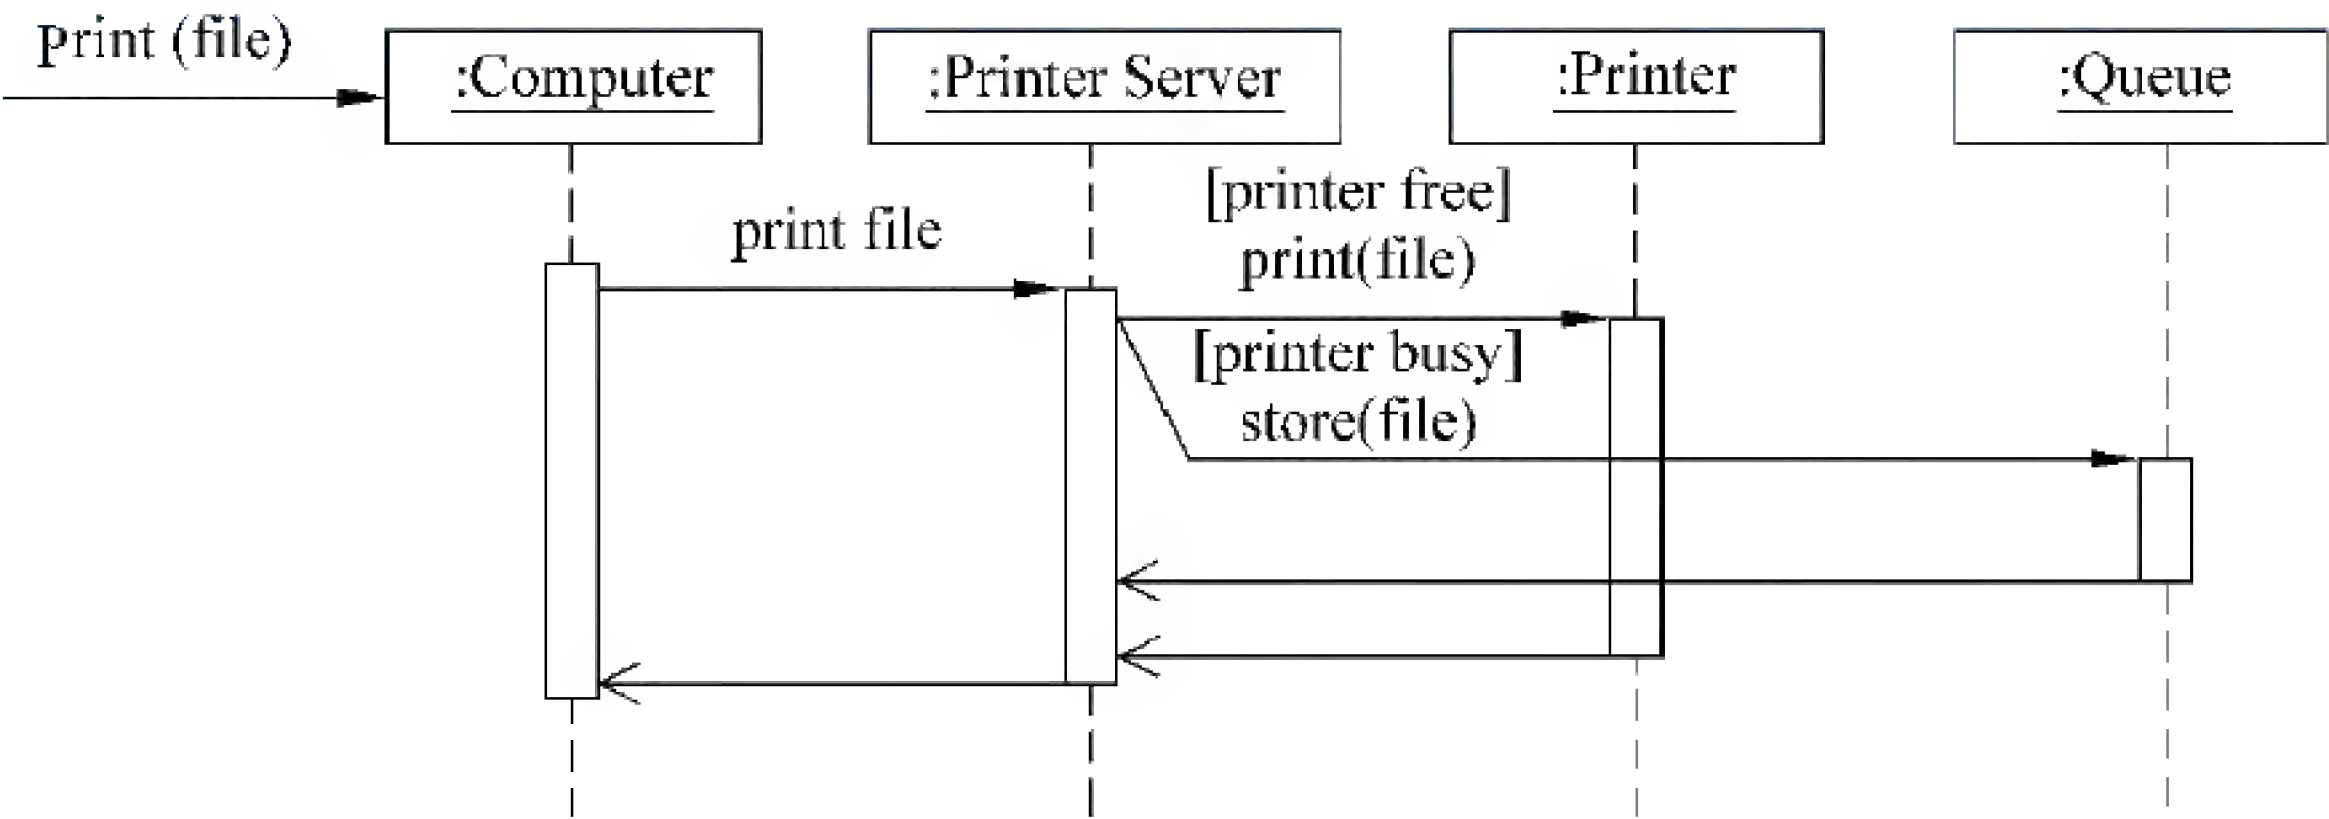 print (file)
:Computer
:Printer Server
:Printer
:Queue
print file
[printer free]
print(file)
[printer busy]
store(file)